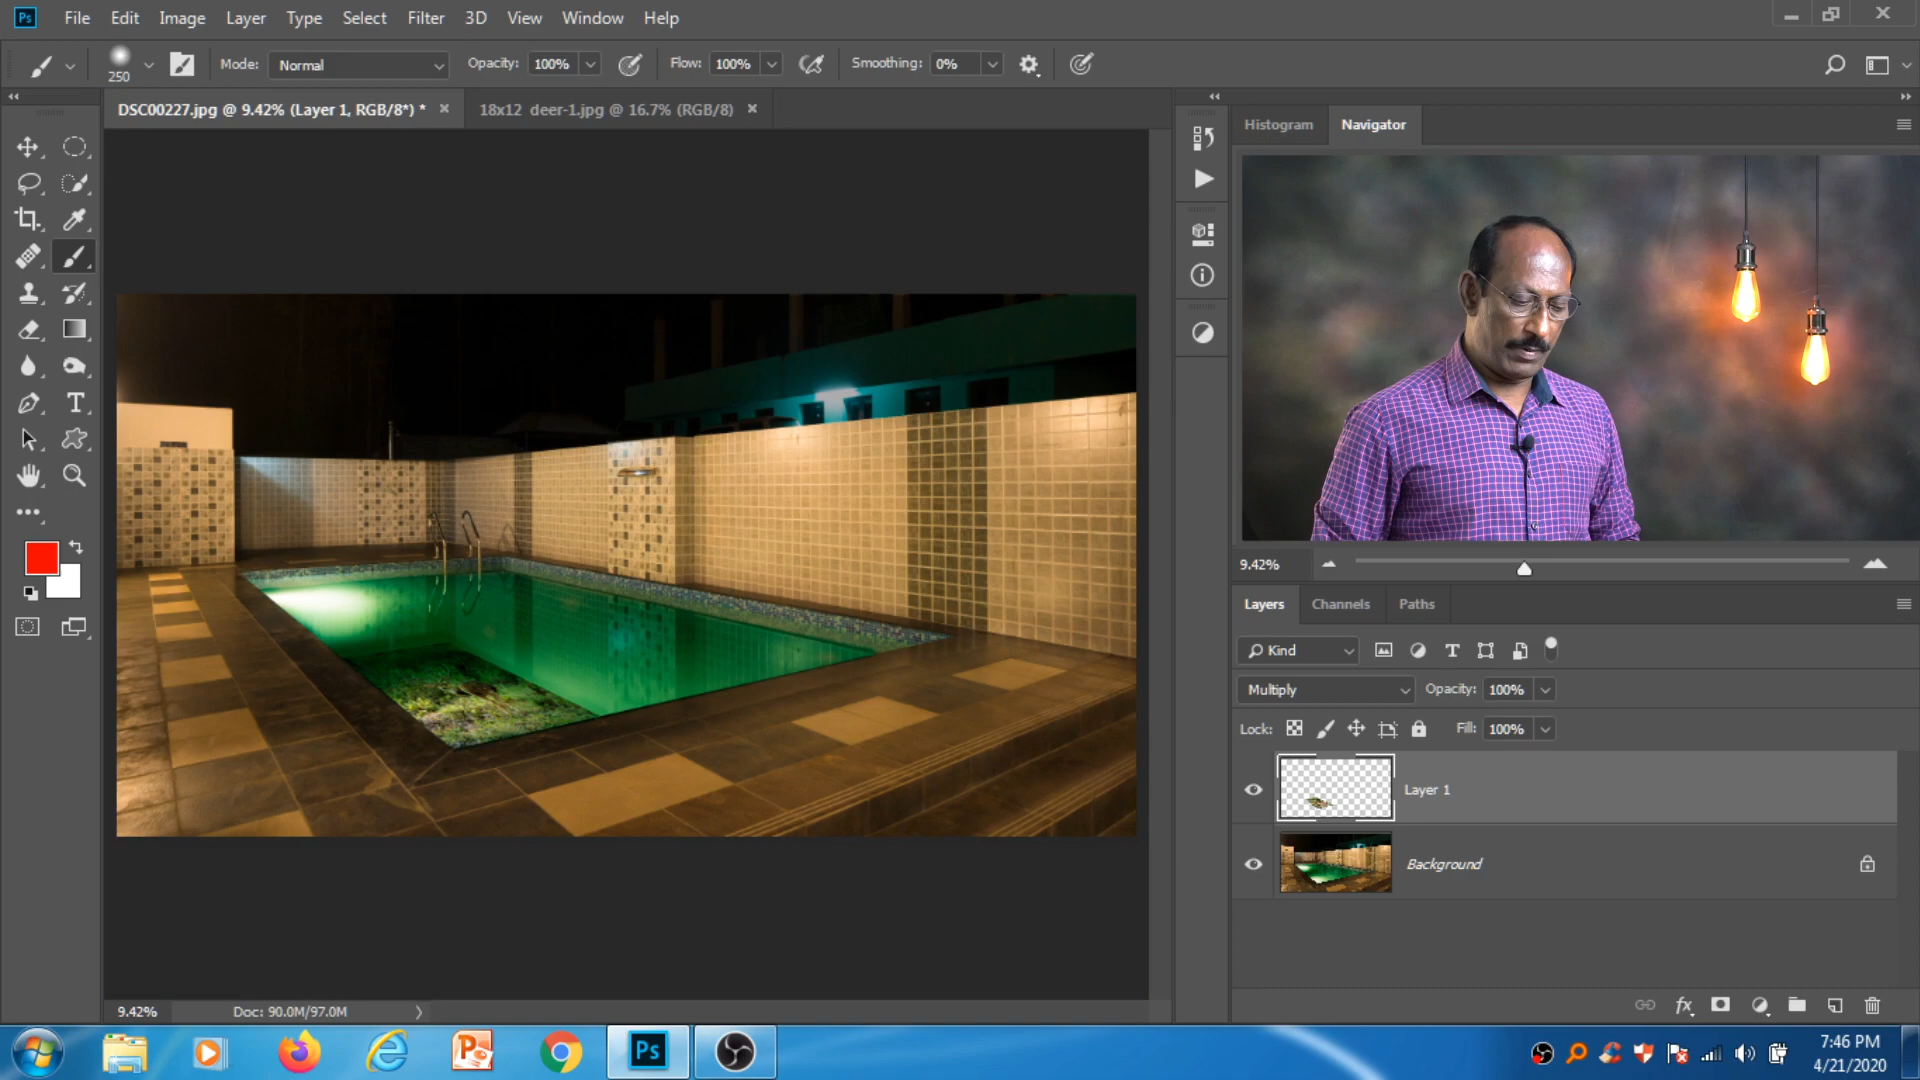 Ps File Edit Image Layer Type Select Filter 3D View Window Help
250 Mode: Normal Opacity: 100% Flow: 100% Smoothing: 0%
DSC00227.jpg @ 9.42% (Layer 1, RGB/8*) * × 18x12 deer-1.jpg @ 16.7% (RGB/8) ×
Histogram Navigator
9.42%
Layers Channels Paths
Kind
Multiply Opacity: 100%
Lock: Fill: 100%
Layer 1
Background
9.42% Doc: 90.0M/97.0M
Ps
7:46 PM
4/21/2020